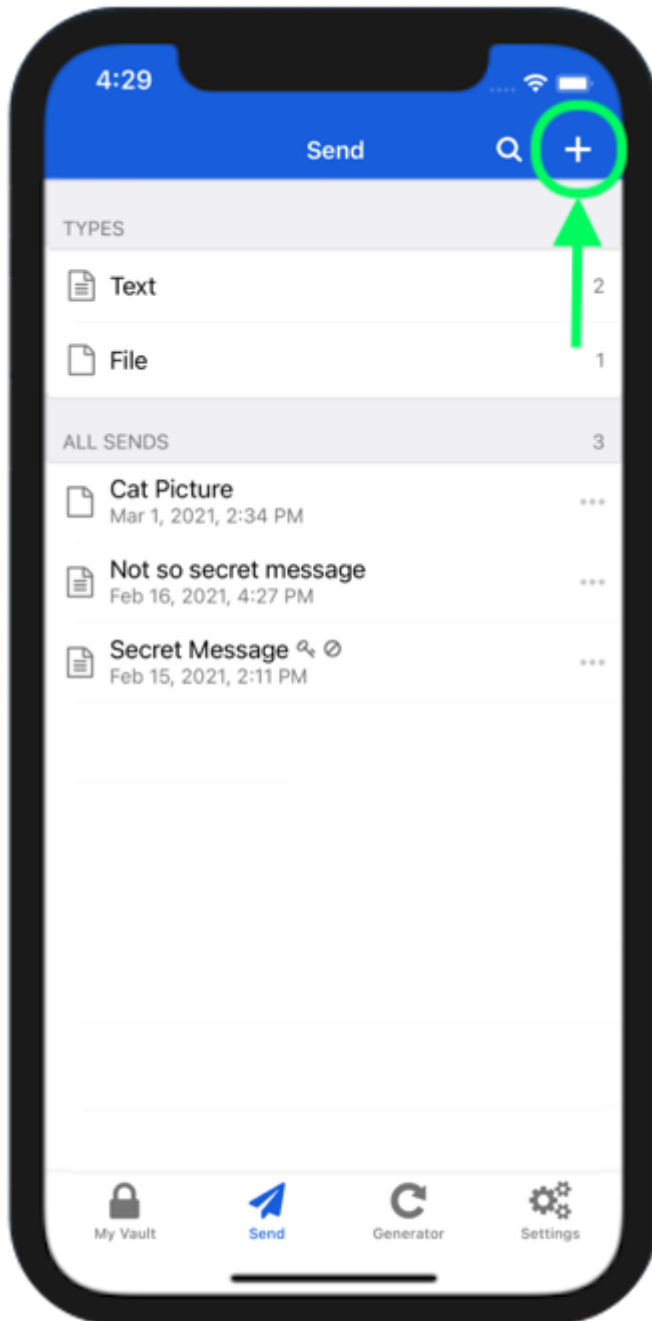 4:29
Send
TYPES
Text 2
File 1
ALL SENDS 3
Cat Picture
Mar 1, 2021, 2:34 PM
Not so secret message
Feb 16, 2021, 4:27 PM
Secret Message
Feb 15, 2021, 2:11 PM
My Vault Send Generator Settings